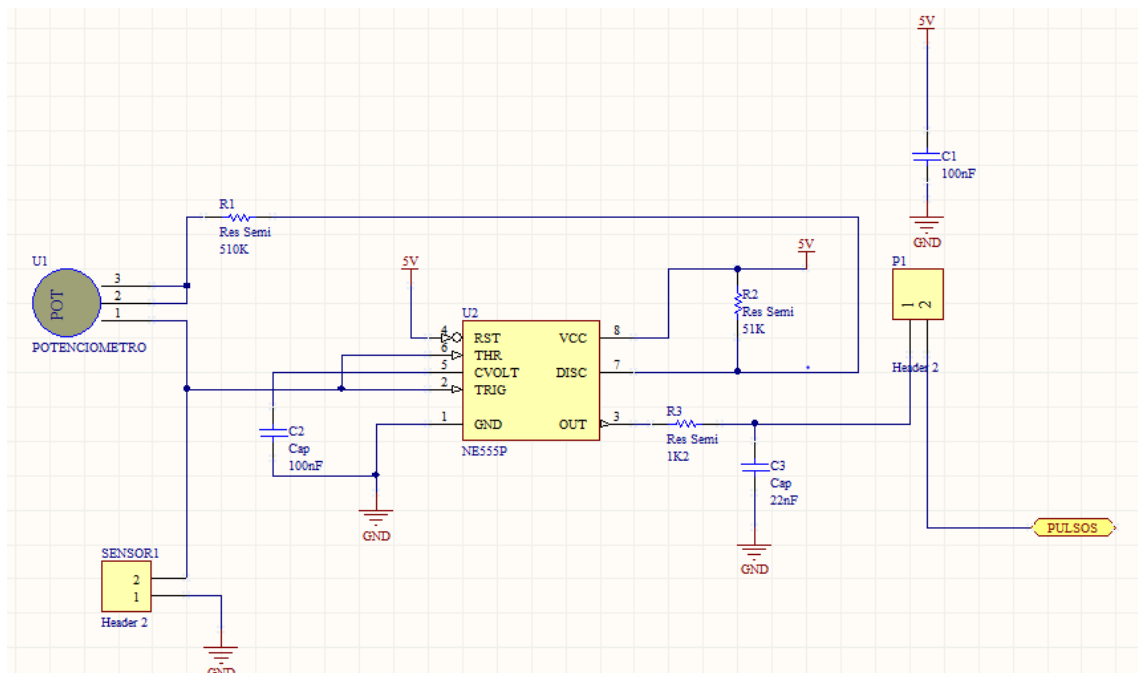 5V
C1
100nF
GND
R1
Res Semi
510K
U1
POT
3
2
1
POTENCIOMETRO
5V
5V
P1
1
2
Header 2
R2
Res Semi
51K
U2
4
RST
VCC
8
6
THR
5
CVOLT
DISC
7
2
TRIG
1
GND
OUT
3
NE555P
R3
Res Semi
1K2
C2
Cap
100nF
C3
Cap
22nF
GND
GND
PULSOS
SENSOR1
2
1
Header 2
GND